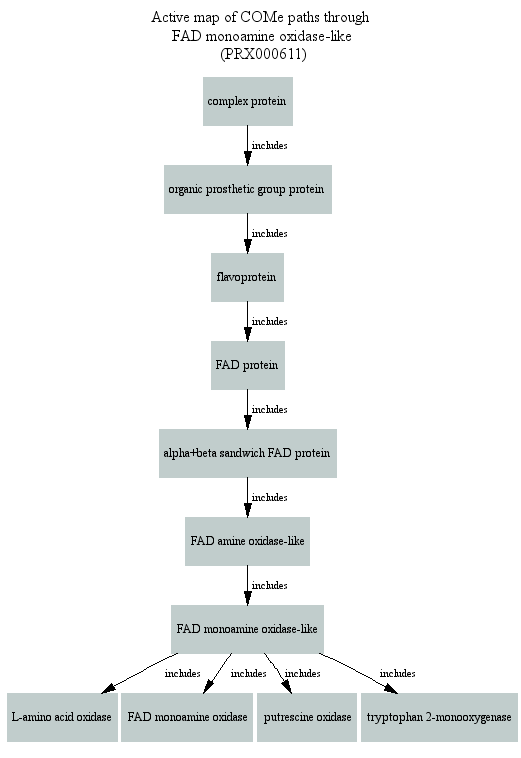 Active map of COMe paths through
FAD monoamine oxidase-like
(PRX000611)
complex protein
includes
organic prosthetic group protein
includes
flavoprotein
includes
FAD protein
includes
alpha+beta sandwich FAD protein
includes
FAD amine oxidase-like
includes
FAD monoamine oxidase-like
includes includes includes includes
L-amino acid oxidase FAD monoamine oxidase putrescine oxidase tryptophan 2-monooxygenase